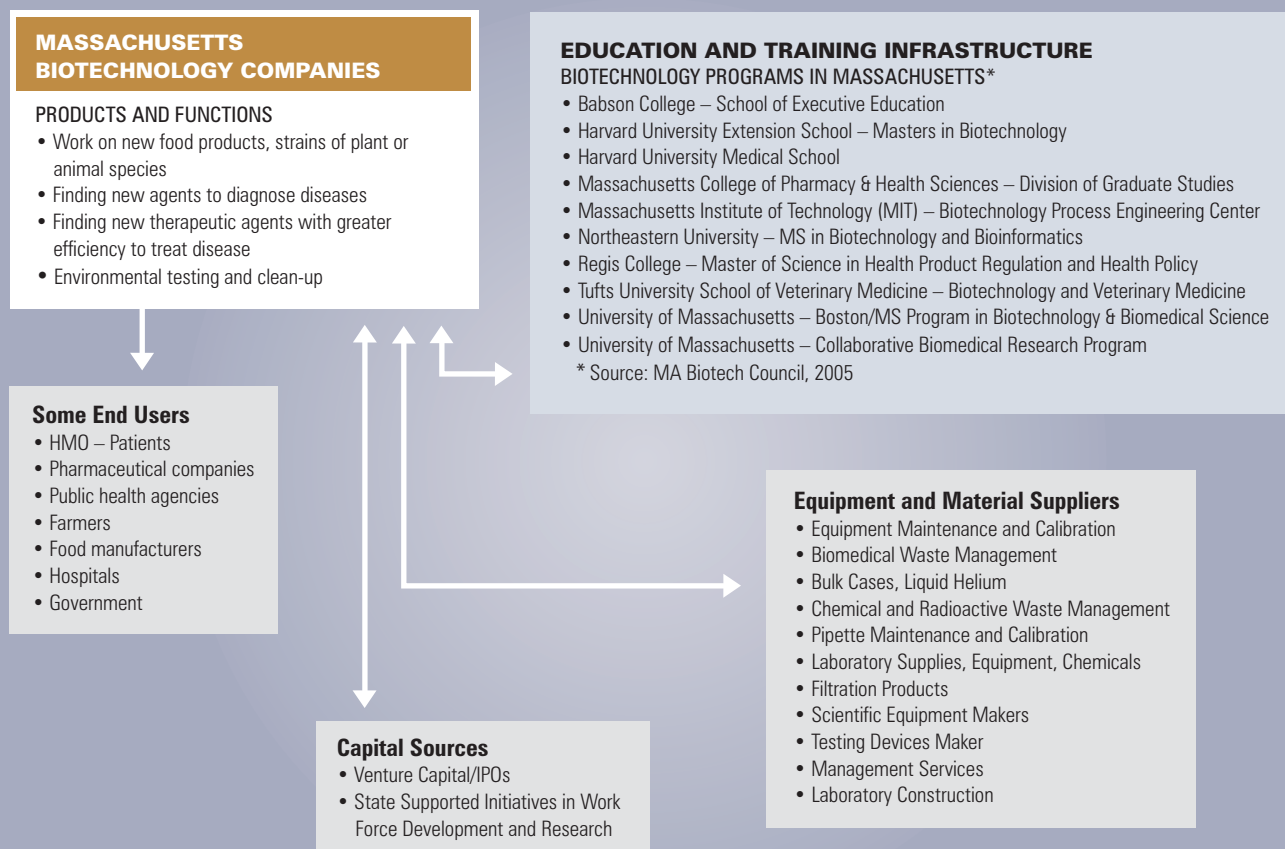 MASSACHUSETTS
BIOTECHNOLOGY COMPANIES
PRODUCTS AND FUNCTIONS
• Work on new food products, strains of plant or
animal species
• Finding new agents to diagnose diseases
• Finding new therapeutic agents with greater
efficiency to treat disease
• Environmental testing and clean-up
EDUCATION AND TRAINING INFRASTRUCTURE
BIOTECHNOLOGY PROGRAMS IN MASSACHUSETTS*
• Babson College – School of Executive Education
• Harvard University Extension School – Masters in Biotechnology
• Harvard University Medical School
• Massachusetts College of Pharmacy & Health Sciences – Division of Graduate Studies
• Massachusetts Institute of Technology (MIT) – Biotechnology Process Engineering Center
• Northeastern University – MS in Biotechnology and Bioinformatics
• Regis College – Master of Science in Health Product Regulation and Health Policy
• Tufts University School of Veterinary Medicine – Biotechnology and Veterinary Medicine
• University of Massachusetts – Boston/MS Program in Biotechnology & Biomedical Science
• University of Massachusetts – Collaborative Biomedical Research Program
* Source: MA Biotech Council, 2005
Some End Users
• HMO – Patients
• Pharmaceutical companies
• Public health agencies
• Farmers
• Food manufacturers
• Hospitals
• Government
Equipment and Material Suppliers
• Equipment Maintenance and Calibration
• Biomedical Waste Management
• Bulk Cases, Liquid Helium
• Chemical and Radioactive Waste Management
• Pipette Maintenance and Calibration
• Laboratory Supplies, Equipment, Chemicals
• Filtration Products
• Scientific Equipment Makers
• Testing Devices Maker
• Management Services
• Laboratory Construction
Capital Sources
• Venture Capital/IPOs
• State Supported Initiatives in Work
Force Development and Research